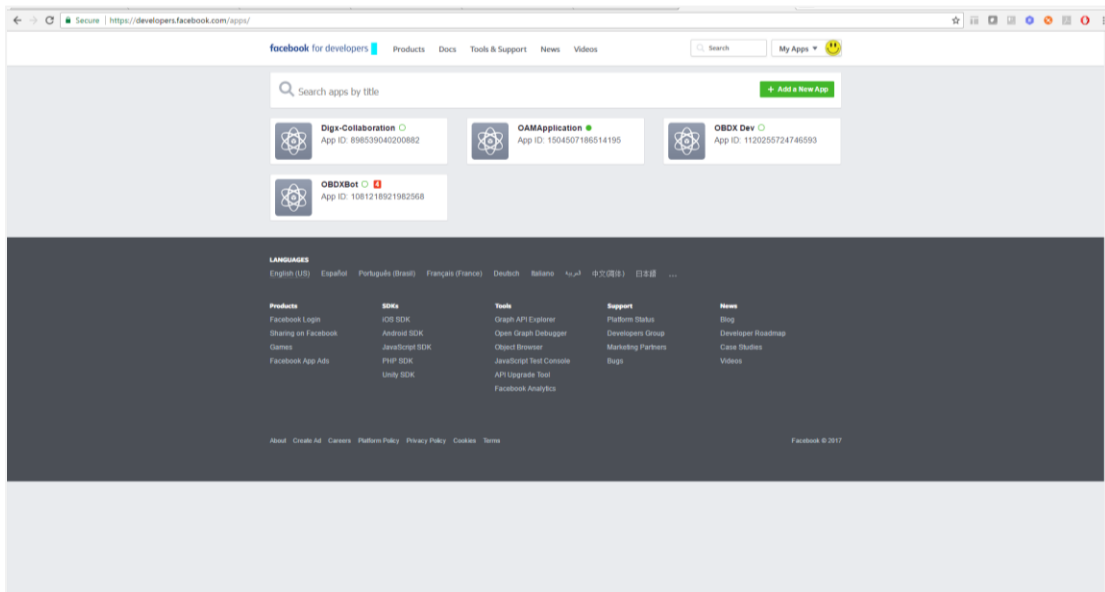 Secure | https://developers.facebook.com/apps/
facebook for developers Products Docs Tools & Support News Videos Search My Apps
Search apps by title + Add a New App
Digx-Collaboration OAMApplication OBDX Dev
App ID: 898539040200882 App ID: 1504507186514195 App ID: 1120255724746593
OBDXBot 4
App ID: 1081218921982568
LANGUAGES
English (US) Español Português (Brasil) Français (France) Deutsch Italiano العربية 中文(简体) 日本語 ...
Products SDKs Tools Support News
Facebook Login iOS SDK Graph API Explorer Platform Status Blog
Sharing on Facebook Android SDK Open Graph Debugger Developers Group Developer Roadmap
Games JavaScript SDK Object Browser Marketing Partners Case Studies
Facebook App Ads PHP SDK JavaScript Test Console Bugs Videos
Unity SDK API Upgrade Tool
Facebook Analytics
About Create Ad Careers Platform Policy Privacy Policy Cookies Terms Facebook © 2017